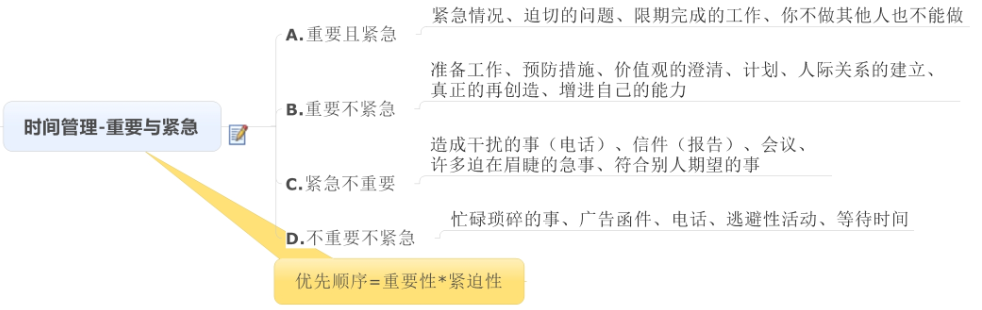 时间管理-重要与紧急
A.重要且紧急
紧急情况、迫切的问题、限期完成的工作、你不做其他人也不能做
B.重要不紧急
准备工作、预防措施、价值观的澄清、计划、人际关系的建立、
真正的再创造、增进自己的能力
C.紧急不重要
造成干扰的事（电话）、信件（报告）、会议、
许多迫在眉睫的急事、符合别人期望的事
D.不重要不紧急
忙碌琐碎的事、广告函件、电话、逃避性活动、等待时间
优先顺序=重要性*紧迫性